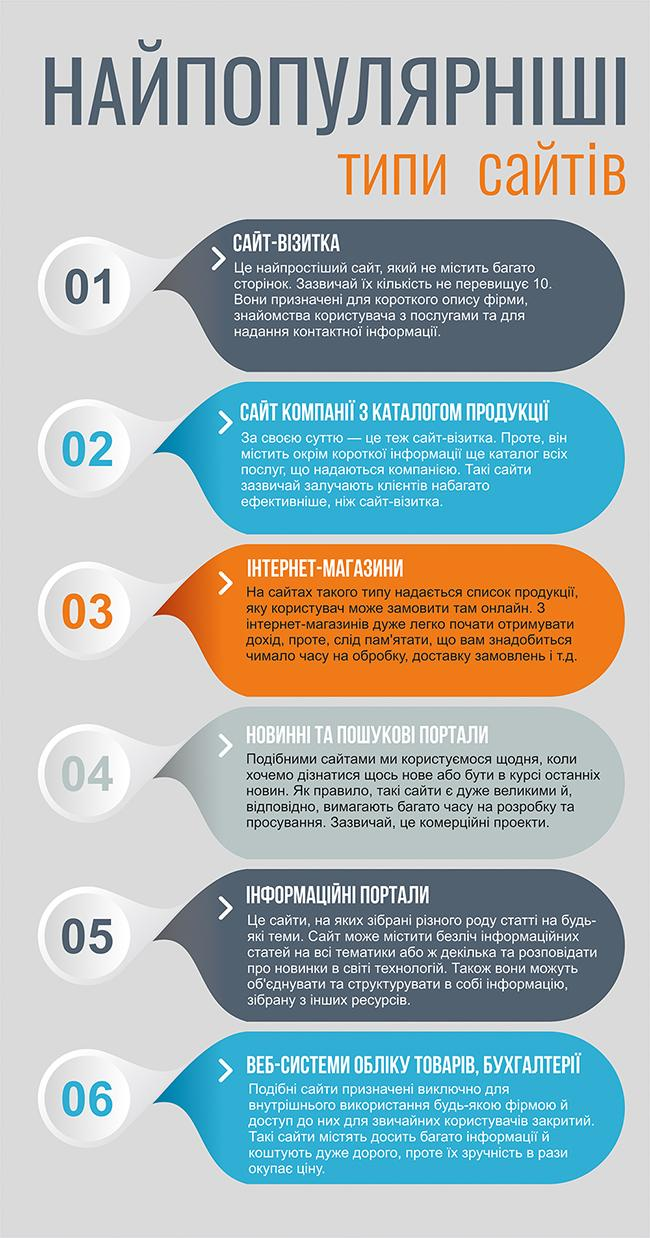 НАЙПОПУЛЯРНІШІ
типи сайтів
01
САЙТ-ВІЗИТКА
Це найпростіший сайт, який не містить багато
сторінок. Зазвичай їх кількість не перевищує 10.
Вони призначені для короткого опису фірми,
знайомства користувача з послугами та для
надання контактної інформації.
02
САЙТ КОМПАНІЇ З КАТАЛОГОМ ПРОДУКЦІЇ
За своєю суттю — це теж сайт-візитка. Проте, він
містить окрім короткої інформації ще каталог всіх
послуг, що надаються компанією. Такі сайти
зазвичай залучають клієнтів набагато
ефективніше, ніж сайт-візитка.
03
ІНТЕРНЕТ-МАГАЗИНИ
На сайтах такого типу надається список продукції,
яку користувач може замовити там онлайн. З
інтернет-магазинів дуже легко почати отримувати
дохід, проте, слід пам'ятати, що вам знадобиться
чимало часу на обробку, доставку замовлень і т.д.
04
НОВИННІ ТА ПОШУКОВІ ПОРТАЛИ
Подібними сайтами ми користуємося щодня, коли
хочемо дізнатися щось нове або бути в курсі останніх
новин. Як правило, такі сайти є дуже великими й,
відповідно, вимагають багато часу на розробку та
просування. Зазвичай, це комерційні проекти.
05
ІНФОРМАЦІЙНІ ПОРТАЛИ
Це сайти, на яких зібрані різного роду статті на будь-
які теми. Сайт може містити безліч інформаційних
статей на всі тематики або ж декілька та розповідати
про новинки в світі технологій. Також вони можуть
об'єднувати та структурувати в собі інформацію,
зібрану з інших ресурсів.
06
ВЕБ-СИСТЕМИ ОБЛІКУ ТОВАРІВ, БУХГАЛТЕРІЇ
Подібні сайти призначені виключно для
внутрішнього використання будь-якою фірмою й
доступ до них для звичайних користувачів закритий.
Такі сайти містять досить багато інформації й
коштують дуже дорого, проте їх зручність в рази
окупає ціну.